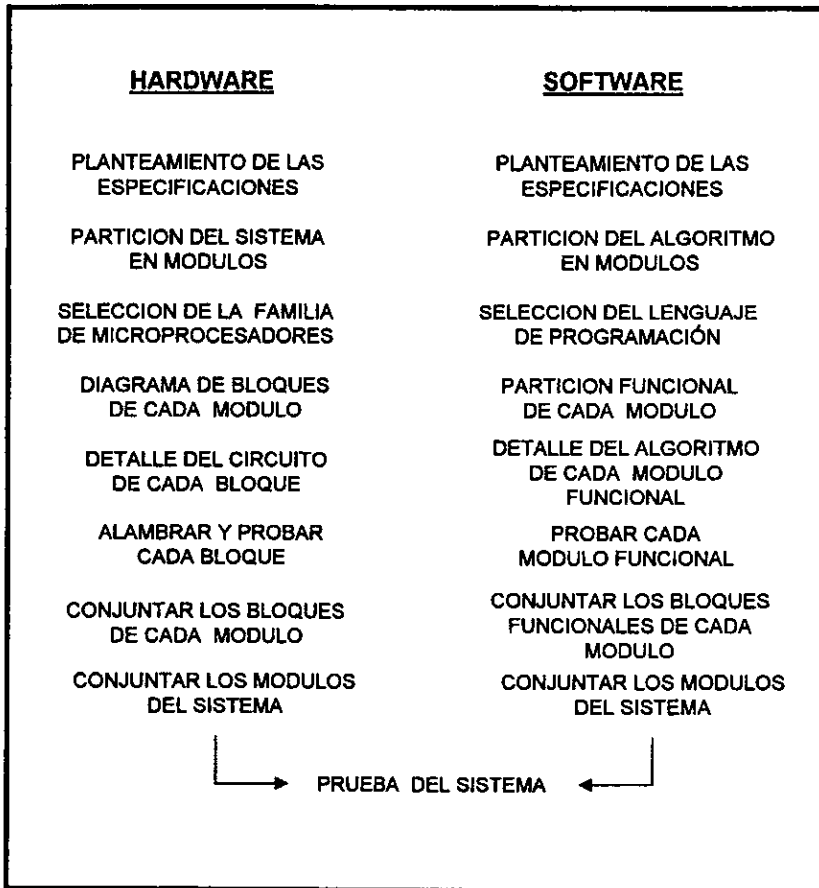 HARDWARE
PLANTEAMIENTO DE LAS
ESPECIFICACIONES
PARTICION DEL SISTEMA
EN MODULOS
SELECCION DE LA FAMILIA
DE MICROPROCESADORES
DIAGRAMA DE BLOQUES
DE CADA MODULO
DETALLE DEL CIRCUITO
DE CADA BLOQUE
ALAMBRAR Y PROBAR
CADA BLOQUE
CONJUNTAR LOS BLOQUES
DE CADA MODULO
CONJUNTAR LOS MODULOS
DEL SISTEMA
SOFTWARE
PLANTEAMIENTO DE LAS
ESPECIFICACIONES
PARTICION DEL ALGORITMO
EN MODULOS
SELECCION DEL LENGUAJE
DE PROGRAMACIÓN
PARTICION FUNCIONAL
DE CADA MODULO
DETALLE DEL ALGORITMO
DE CADA MODULO
FUNCIONAL
PROBAR CADA
MODULO FUNCIONAL
CONJUNTAR LOS BLOQUES
FUNCIONALES DE CADA
MODULO
CONJUNTAR LOS MODULOS
DEL SISTEMA
PRUEBA DEL SISTEMA